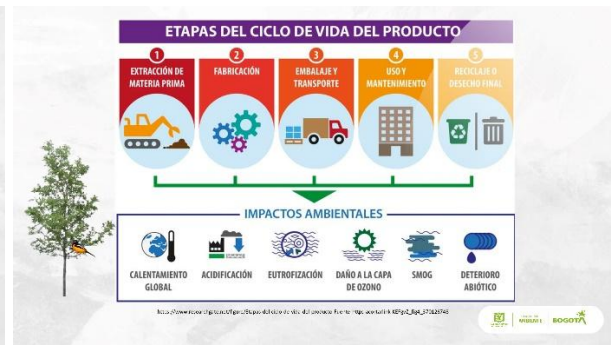 ETAPAS DEL CICLO DE VIDA DEL PRODUCTO
1
EXTRACCIÓN DE
MATERIA PRIMA
2
FABRICACIÓN
3
EMBALAJE Y
TRANSPORTE
4
USO Y
MANTENIMIENTO
5
RECICLAJE O
DESECHO FINAL
IMPACTOS AMBIENTALES
CALENTAMIENTO
GLOBAL
ACIDIFICACIÓN
EUTROFIZACIÓN
DAÑO A LA CAPA
DE OZONO
SMOG
DETERIORO
ABIÓTICO
BOGOTÁ